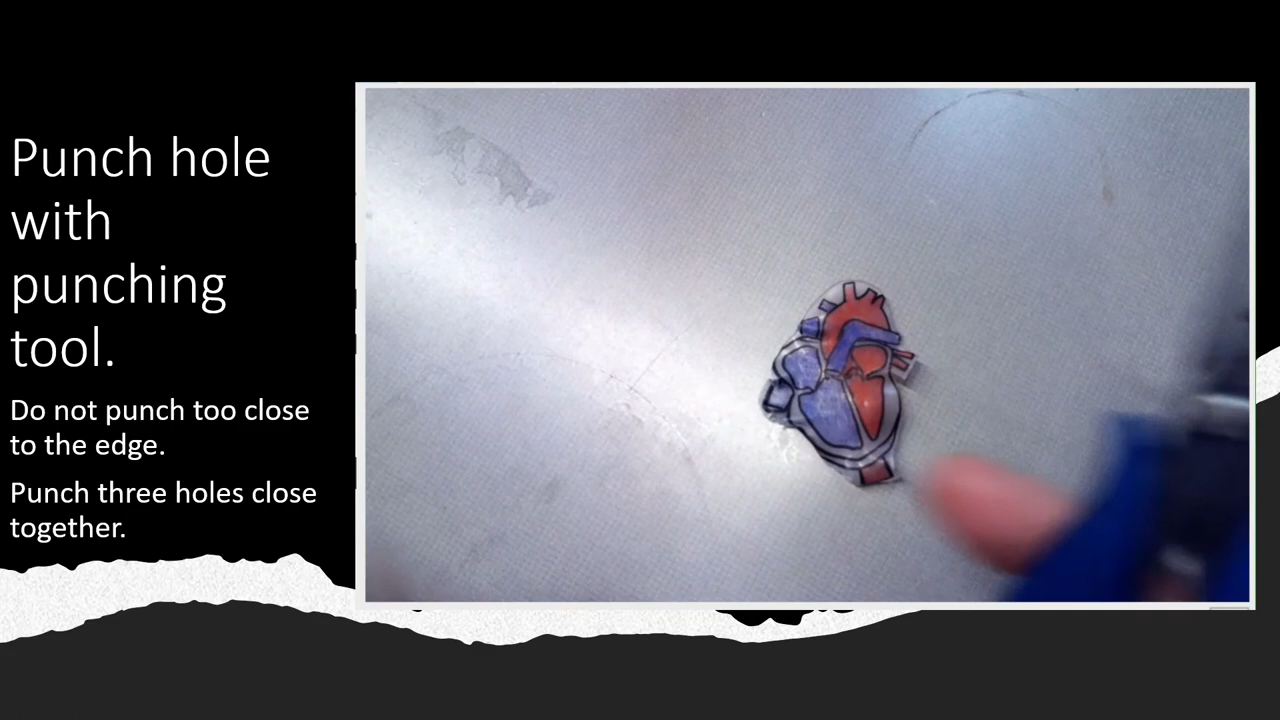 Punch hole
with
punching
tool.
Do not punch too close
to the edge.
Punch three holes close
together.